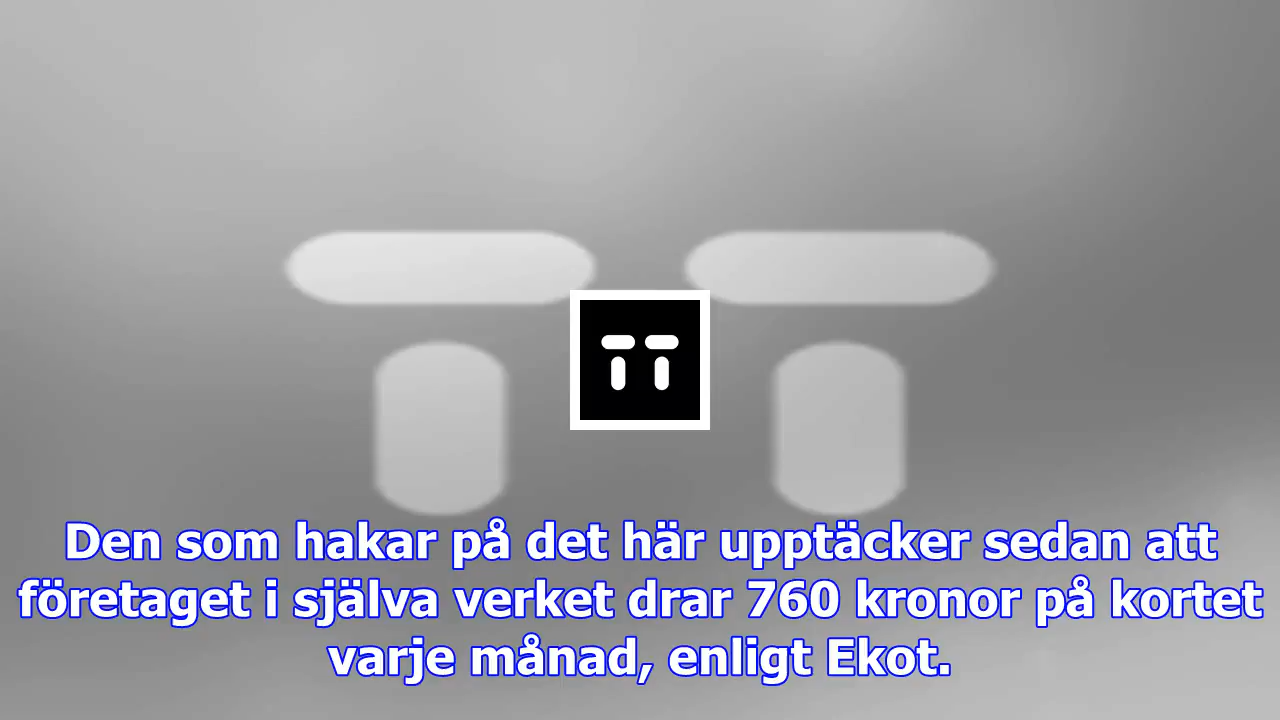 TT
Den som hakar på det här upptäcker sedan att
företaget i själva verket drar 760 kronor på kortet
varje månad, enligt Ekot.